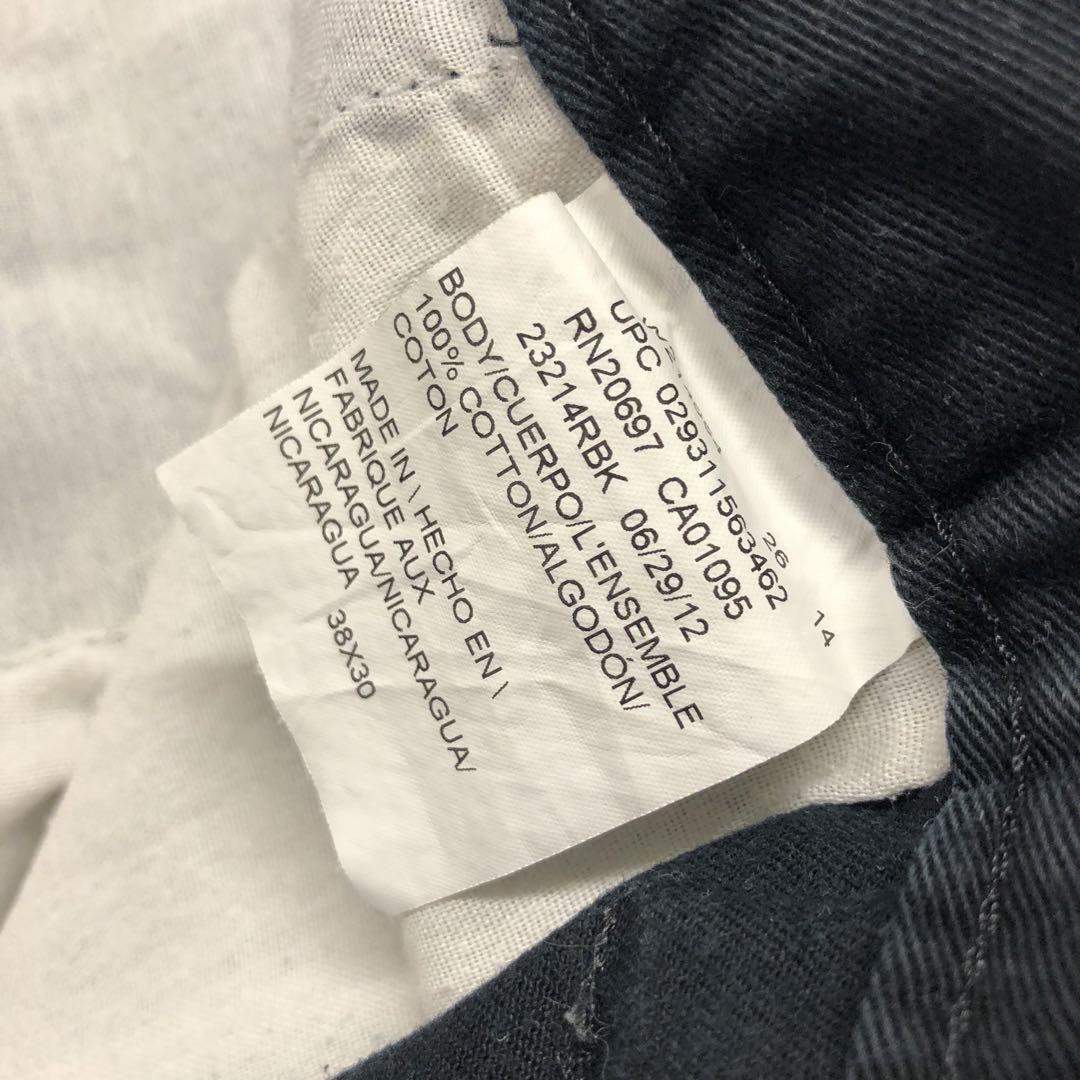 26
14
UPC 029311563462
RN20697 CA01095
23214RBK 06/29/12
BODY/CUERPO/L'ENSEMBLE
100% COTTON/ALGODÓN/
COTON
MADE IN \ HECHO EN \
FABRIQUE AUX
NICARAGUA/NICARAGUA/
NICARAGUA 38X30